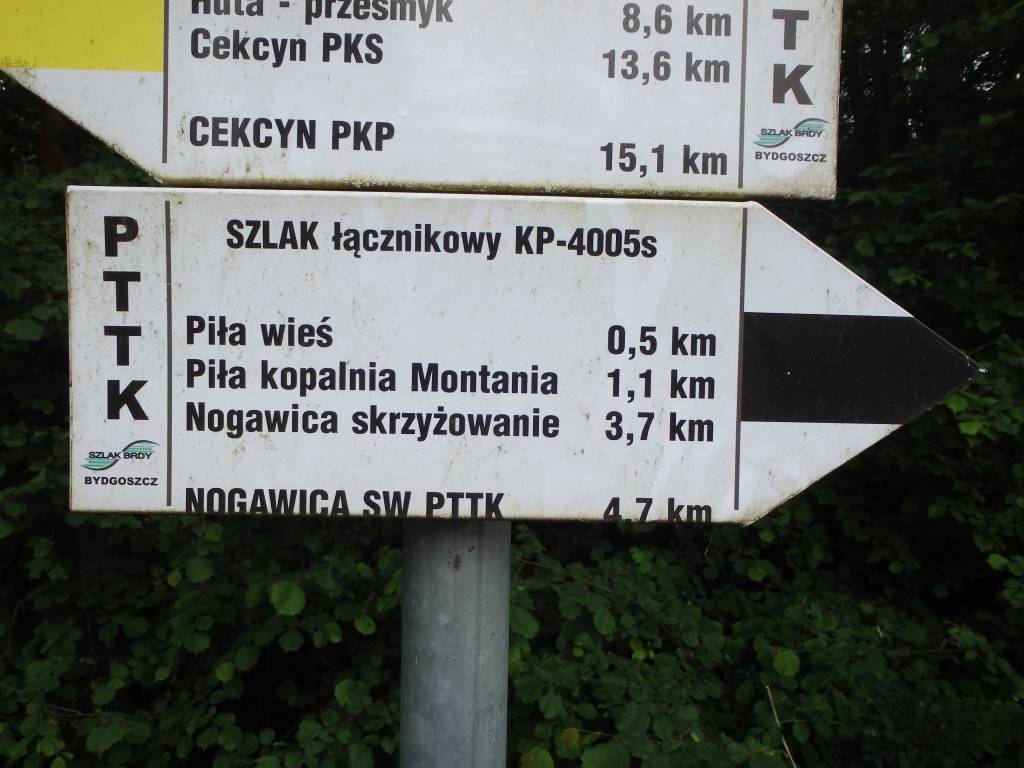 Huta - przesmyk 8,6 km
Cekcyn PKS 13,6 km
CEKCYN PKP 15,1 km
T
K
SZLAK BRDY
BYDGOSZCZ
P
T
T
K
SZLAK BRDY
BYDGOSZCZ
SZLAK łącznikowy KP-4005s
Piła wieś 0,5 km
Piła kopalnia Montania 1,1 km
Nogawica skrzyżowanie 3,7 km
NOGAWICA SW PTTK 4,7 km